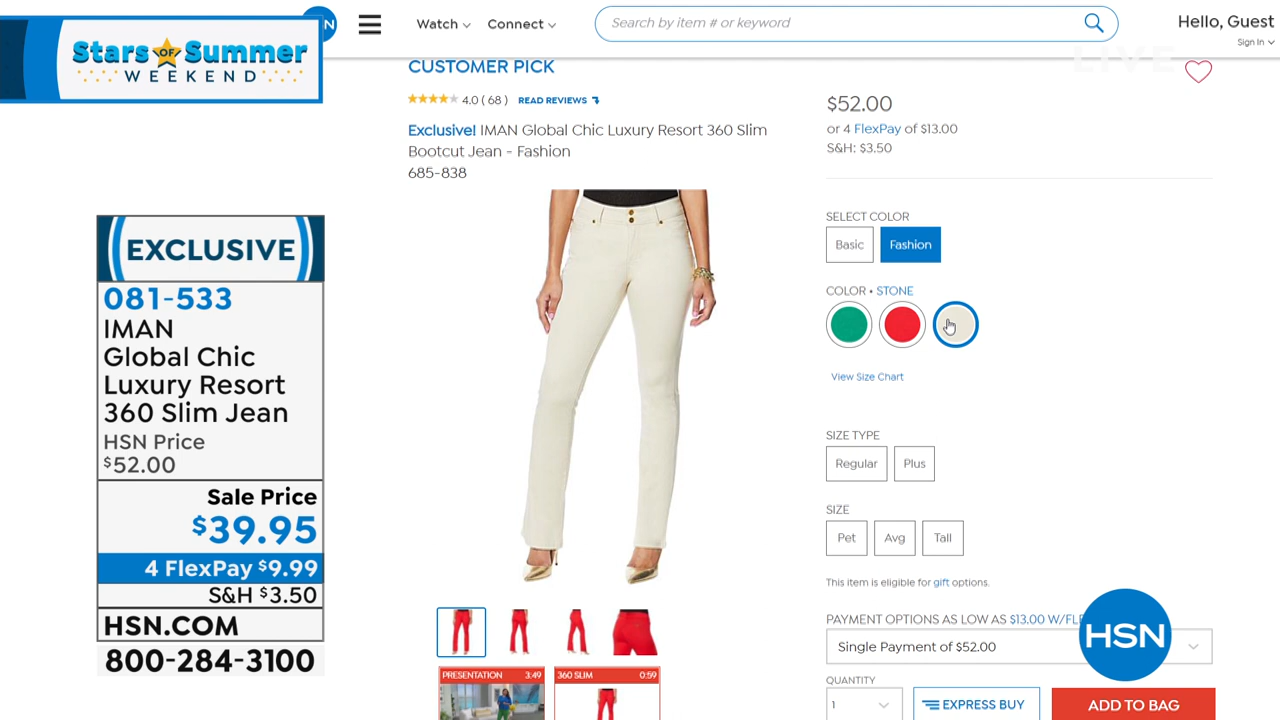 Stars OF Summer
WEEKEND
N
Watch
Connect
Search by item # or keyword
Hello, Guest
Sign In
LIVE
CUSTOMER PICK
4.0 ( 68 ) READ REVIEWS
Exclusive! IMAN Global Chic Luxury Resort 360 Slim
Bootcut Jean - Fashion
685-838
$52.00
or 4 FlexPay of $13.00
S&H: $3.50
SELECT COLOR
Basic
Fashion
COLOR • STONE
View Size Chart
SIZE TYPE
Regular
Plus
SIZE
Pet
Avg
Tall
This item is eligible for gift options.
PAYMENT OPTIONS AS LOW AS $13.00 W/FLE
Single Payment of $52.00
HSN
QUANTITY
1
EXPRESS BUY
ADD TO BAG
EXCLUSIVE
081-533
IMAN
Global Chic
Luxury Resort
360 Slim Jean
HSN Price
$52.00
Sale Price
$39.95
4 FlexPay $9.99
S&H $3.50
HSN.COM
800-284-3100
PRESENTATION 3:49
360 SLIM 0:59